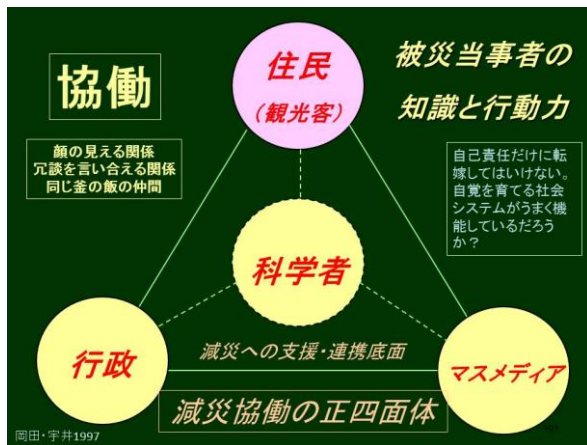 協働
住民
(観光客)
被災当事者の
知識と行動力
顔の見える関係
冗談を言い合える関係
同じ釜の飯の仲間
自己責任だけに転
嫁してはいけない。
自覚を育てる社会
システムがうまく機
能しているだろう
か?
科学者
行政
減災への支援・連携底面
マスメディア
減災協働の正四面体
岡田・宇井1997